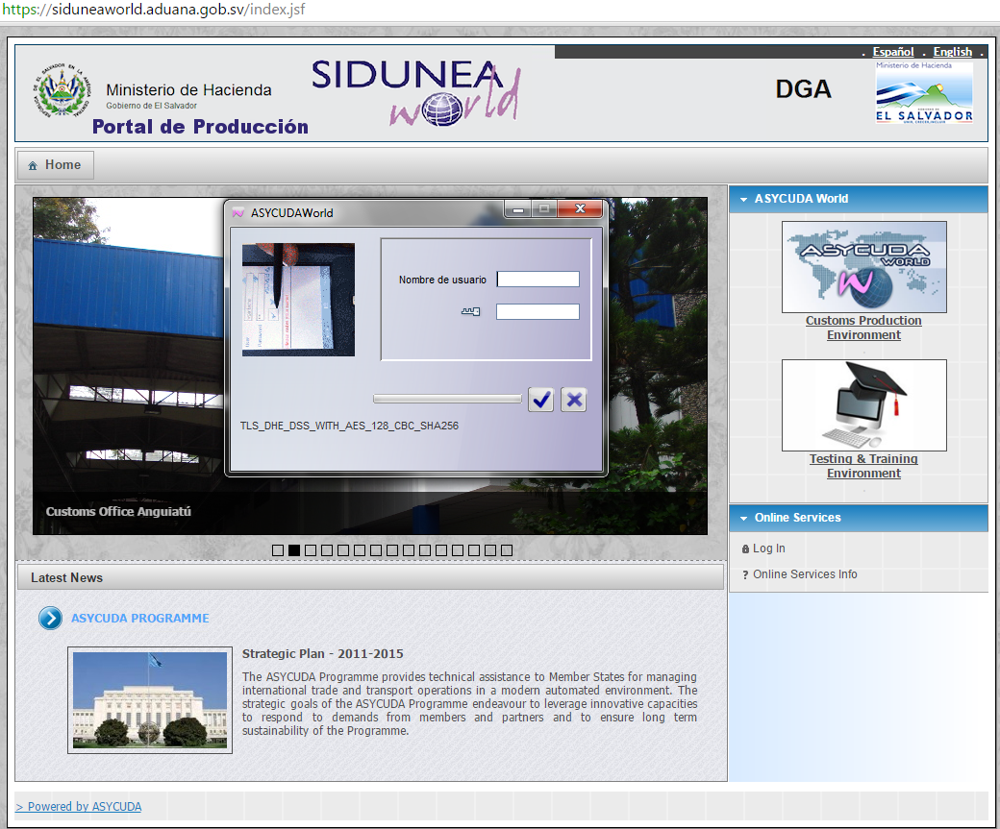 https://siduneaworld.aduana.gob.sv/index.jsf
. Español . English .
Ministerio de Hacienda
Gobierno de El Salvador
Portal de Producción
SIDUNEA
world
DGA
Ministerio de Hacienda
GOBIERNO DE
EL SALVADOR
UNIR, CRECER, INCLUIR
Home
ASYCUDAWorld
Nombre de usuario
TLS_DHE_DSS_WITH_AES_128_CBC_SHA256
Customs Office Anguiatú
ASYCUDA World
ASYCUDA
WORLD
Customs Production
Environment
Testing & Training
Environment
Online Services
Log In
? Online Services Info
Latest News
ASYCUDA PROGRAMME
Strategic Plan - 2011-2015
The ASYCUDA Programme provides technical assistance to Member States for managing
international trade and transport operations in a modern automated environment. The
strategic goals of the ASYCUDA Programme endeavour to leverage innovative capacities
to respond to demands from members and partners and to ensure long term
sustainability of the Programme.
> Powered by ASYCUDA